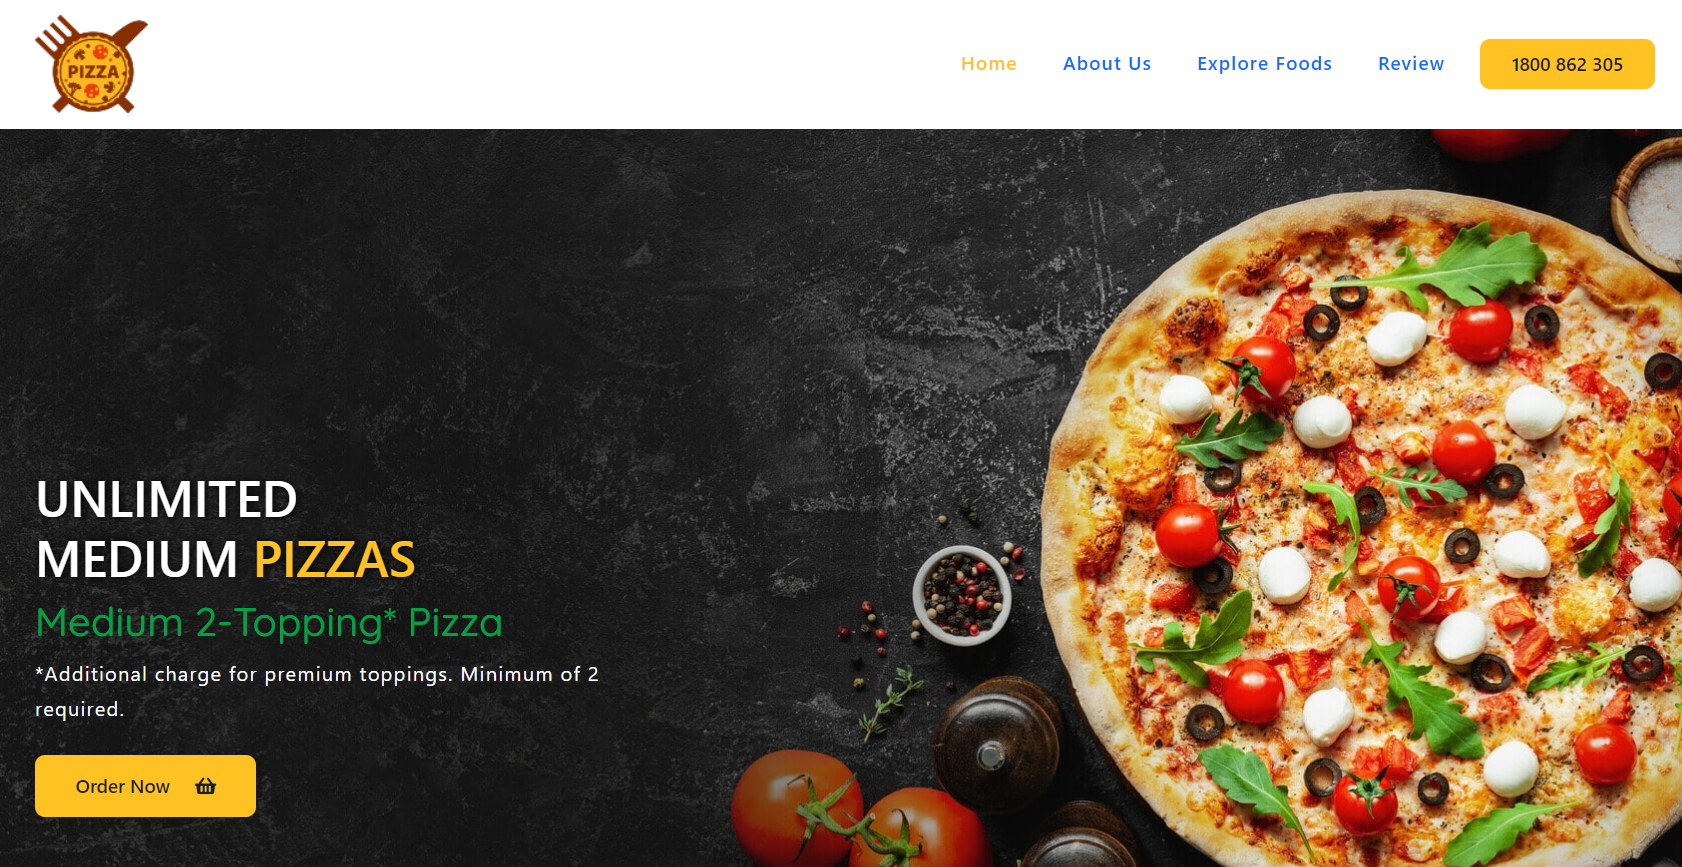 PIZZA
Home
About Us
Explore Foods
Review
1800 862 305
UNLIMITED
MEDIUM PIZZAS
Medium 2-Topping* Pizza
*Additional charge for premium toppings. Minimum of 2
required.
Order Now